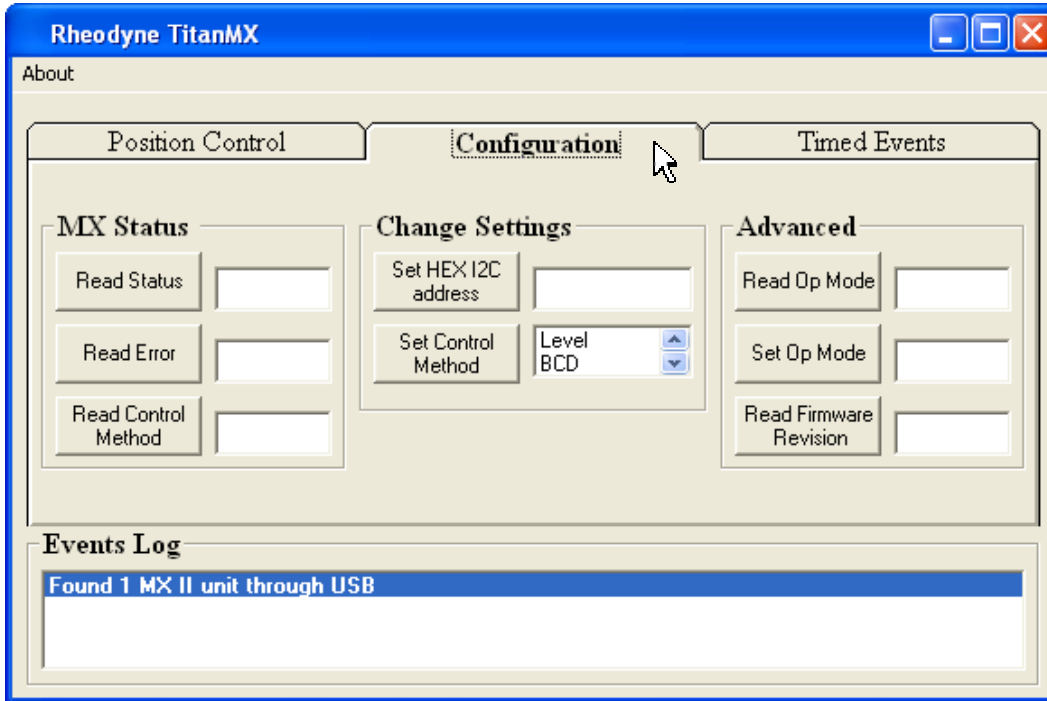 Rheodyne TitanMX
About
Position Control
Configuration
Timed Events
MX Status
Read Status
Read Error
Read Control
Method
Change Settings
Set HEX I2C
address
Set Control
Method
Level
BCD
Advanced
Read Op Mode
Set Op Mode
Read Firmware
Revision
Events Log
Found 1 MX II unit through USB